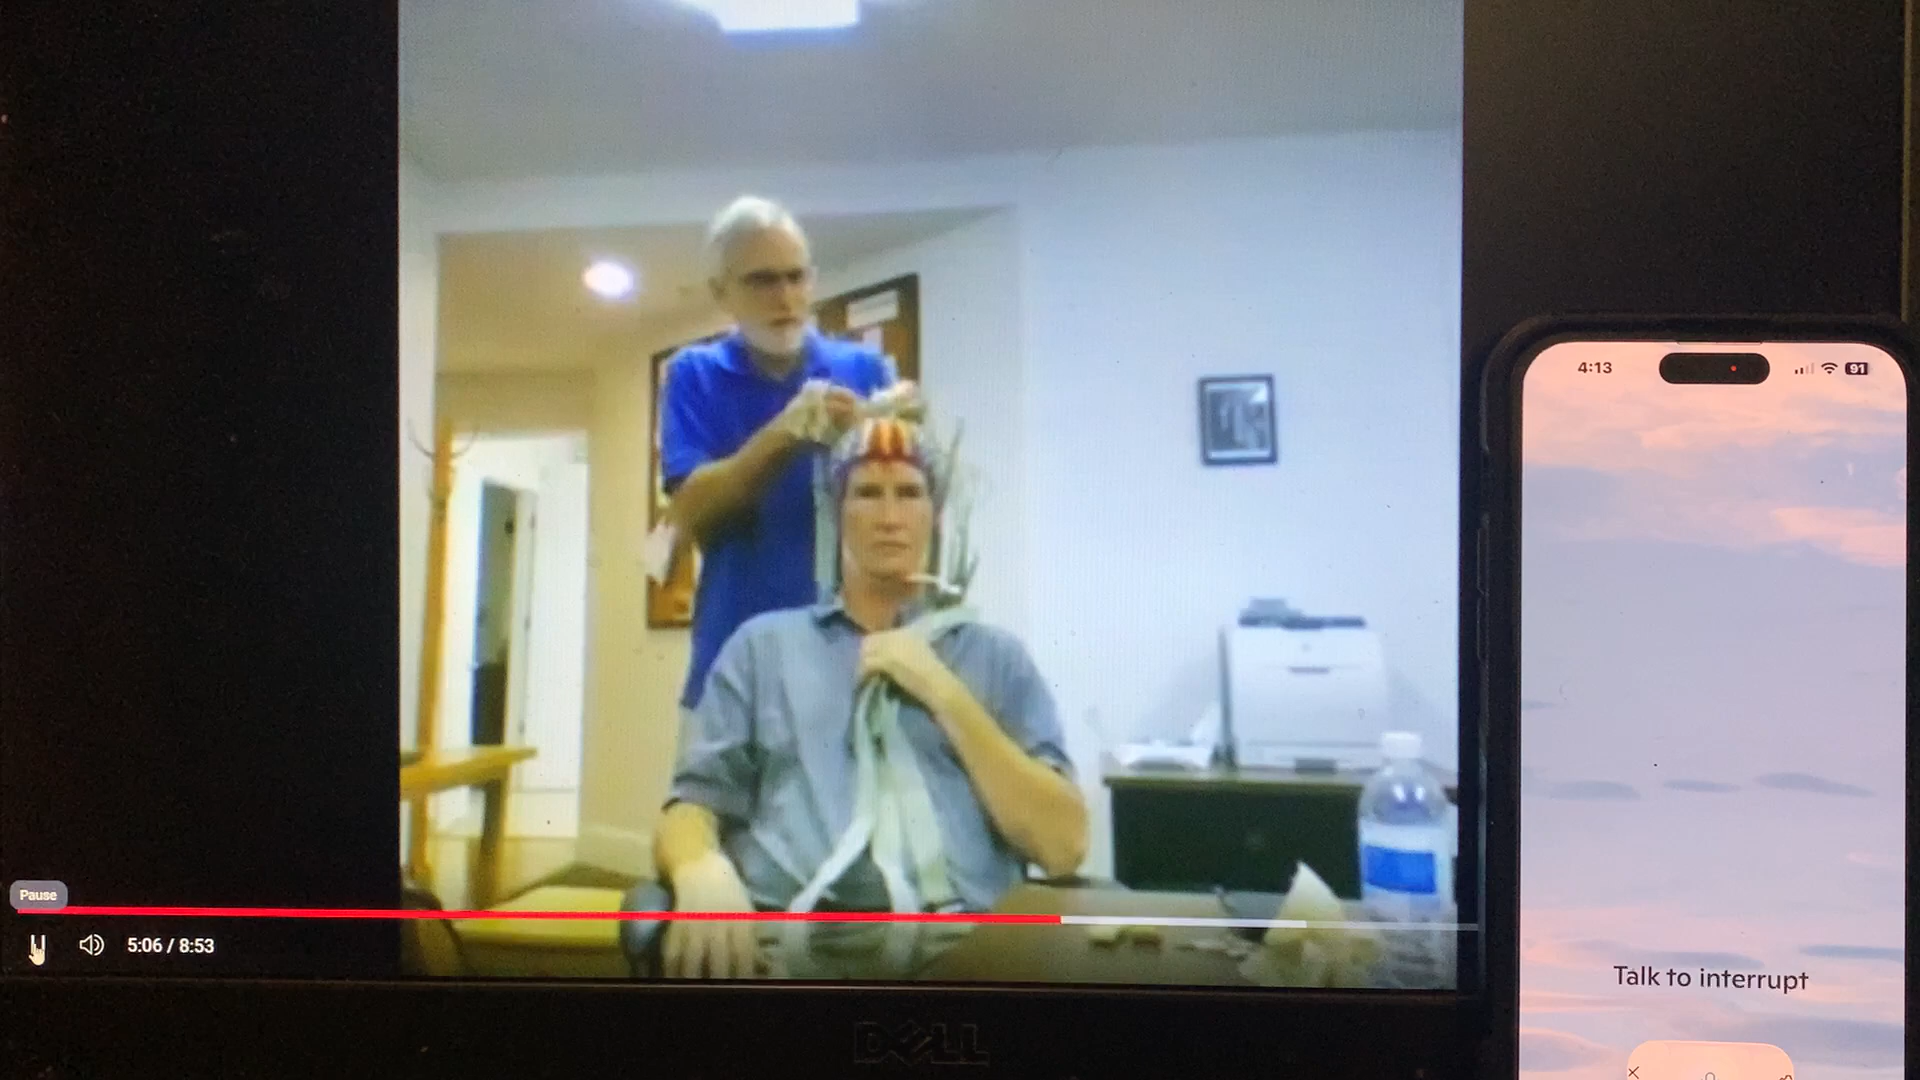 4:13
91
Pause
5:06 / 8:53
Talk to interrupt
DELL